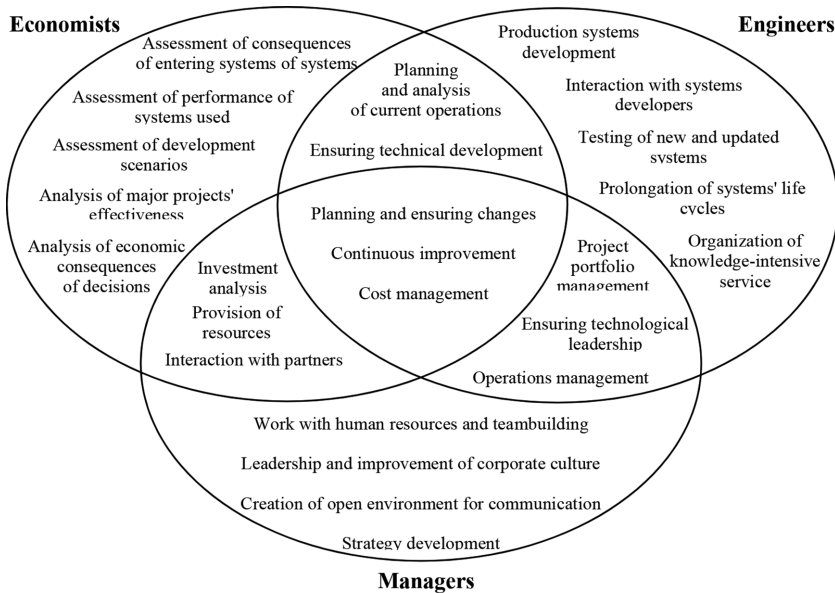 Economists
Engineers
Assessment of consequences
of entering systems of systems
Assessment of performance of
systems used
Assessment of development
scenarios
Analysis of major projects'
effectiveness
Analysis of economic
consequences
of decisions
Planning
and analysis
of current operations
Ensuring technical development
Production systems
development
Interaction with systems
developers
Testing of new and updated
systems
Prolongation of systems' life
cycles
Organization of
knowledge-intensive
service
Planning and ensuring changes
Continuous improvement
Cost management
Investment
analysis
Provision of
resources
Interaction with partners
Project
portfolio
management
Ensuring technological
leadership
Operations management
Work with human resources and teambuilding
Leadership and improvement of corporate culture
Creation of open environment for communication
Strategy development
Managers